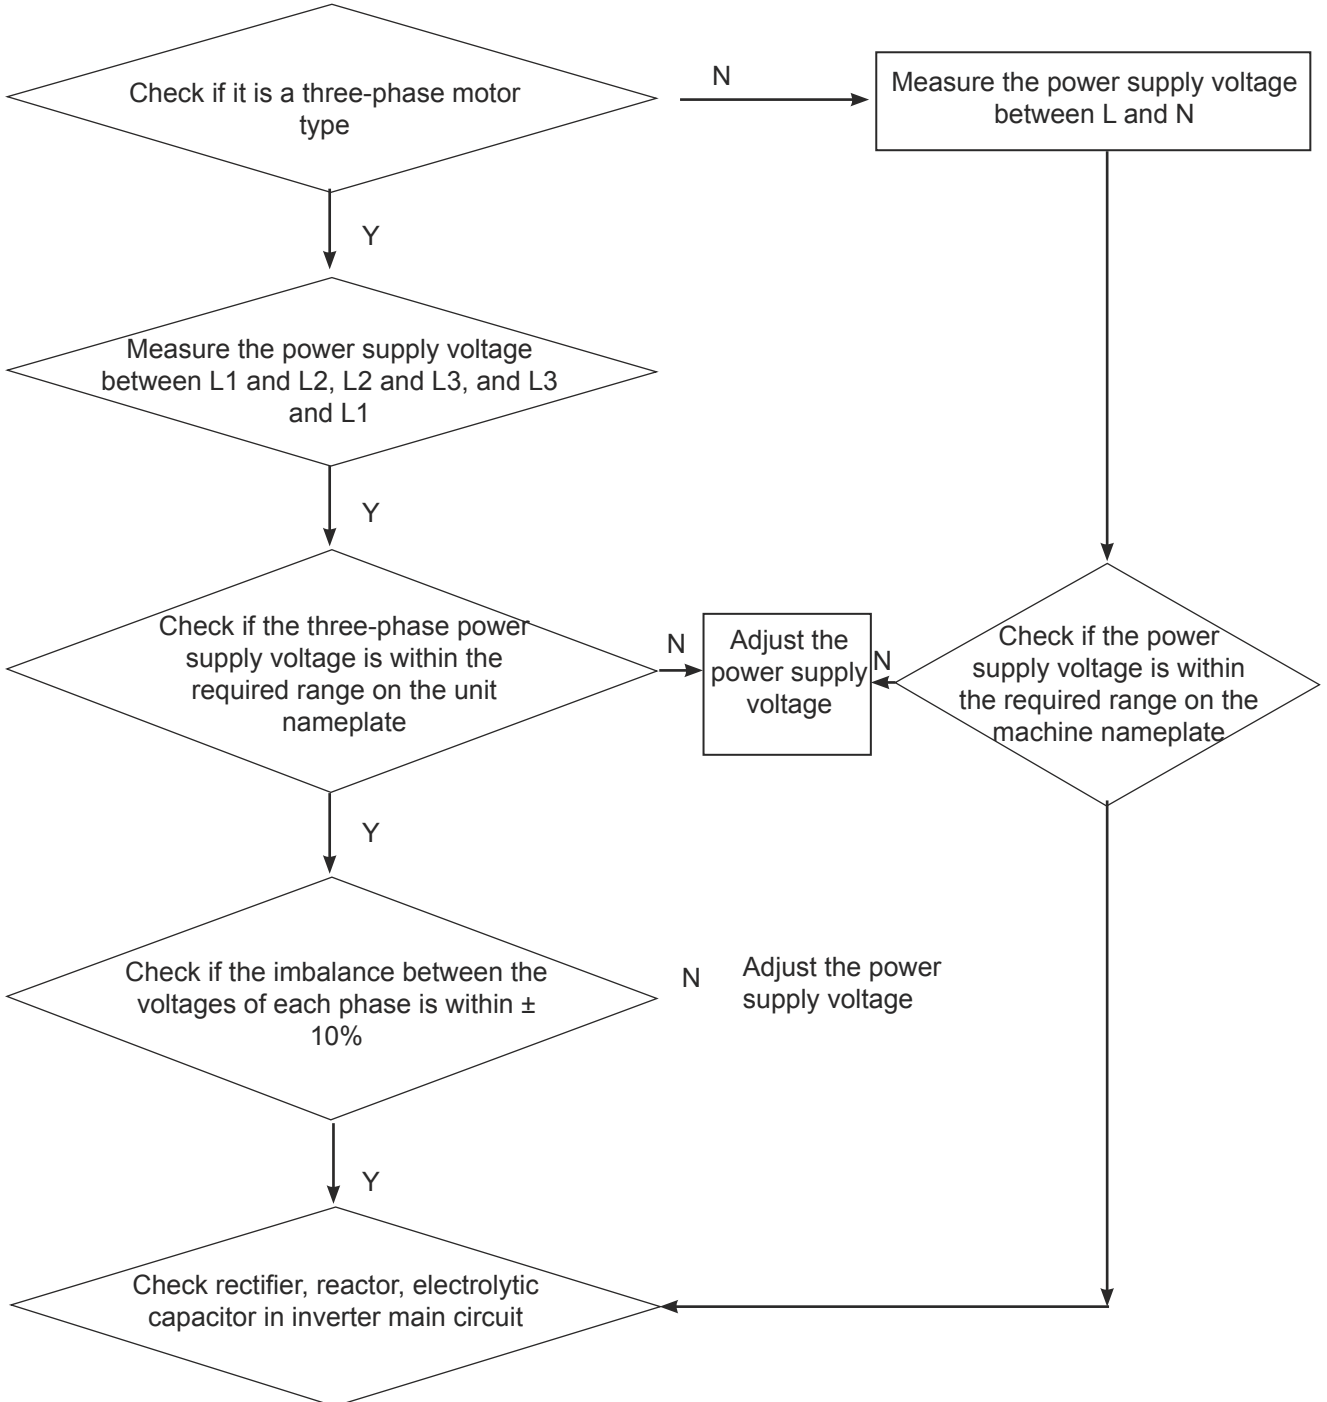 Check if it is a three-phase motor
type
N
Measure the power supply voltage
between L and N
Y
Measure the power supply voltage
between L1 and L2, L2 and L3, and L3
and L1
Y
Check if the three-phase power
supply voltage is within the
required range on the unit
nameplate
N
Adjust the
power supply
voltage
N
Check if the power
supply voltage is within
the required range on the
machine nameplate
Y
Check if the imbalance between the
voltages of each phase is within ±
10%
N
Adjust the power
supply voltage
Y
Check rectifier, reactor, electrolytic
capacitor in inverter main circuit